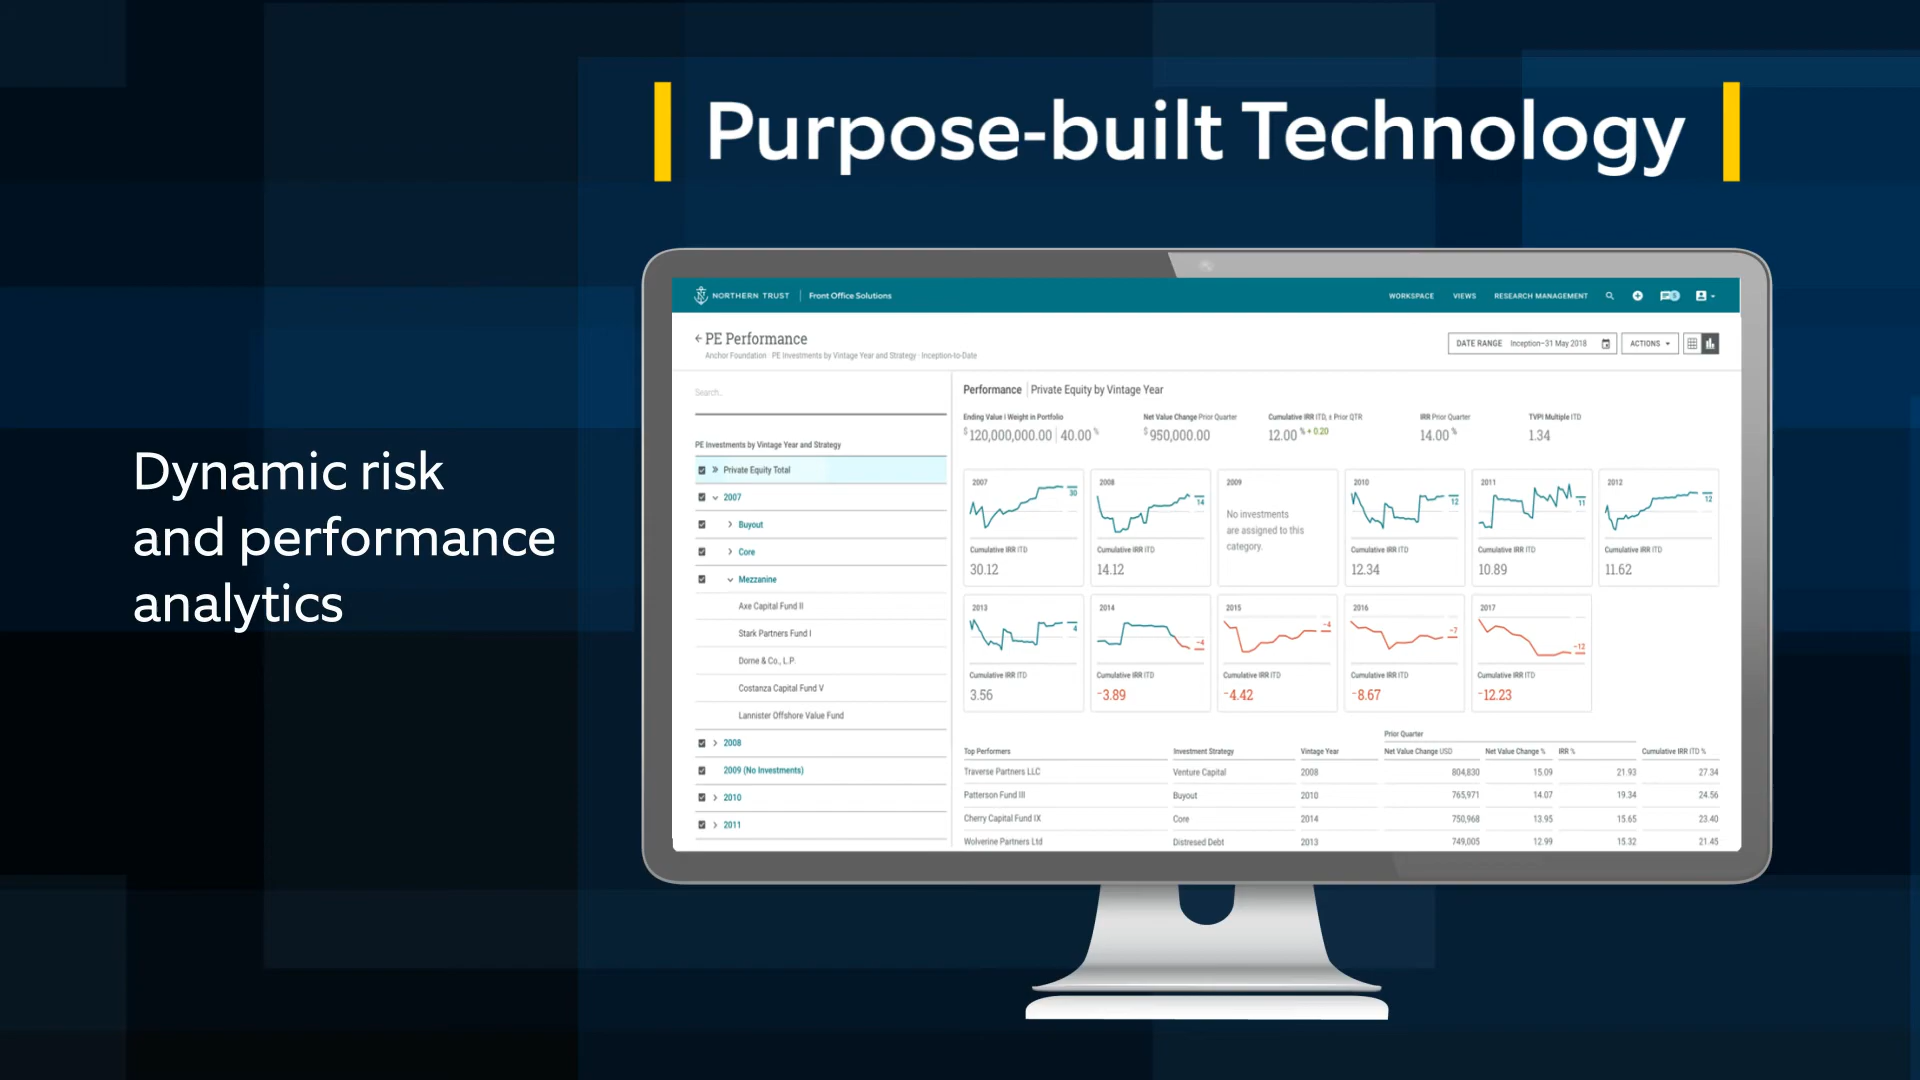 Purpose-built Technology
Dynamic risk
and performance
analytics
NORTHERN TRUST | Front Office Solutions
WORKSPACE VIEWS RESEARCH MANAGEMENT
PE Performance
Anchor Foundation · PE Investments by Vintage Year and Strategy · Inception-to-Date
DATE RANGE Inception–31 May 2018 ACTIONS
Search..
PE Investments by Vintage Year and Strategy
Private Equity Total
2007
Buyout
Core
Mezzanine
Axe Capital Fund II
Stark Partners Fund I
Dorne & Co., L.P.
Costanza Capital Fund V
Lannister Offshore Value Fund
2008
2009 (No Investments)
2010
2011
Performance | Private Equity by Vintage Year
Ending Value | Weight in Portfolio Net Value Change Prior Quarter Cumulative IRR ITD, ± Prior QTR IRR Prior Quarter TVPI Multiple ITD
$120,000,000.00 | 40.00% $950,000.00 12.00% +0.20 14.00% 1.34
2007 2008 2009 2010 2011 2012
30 14 12 11 12
No investments
are assigned to this
category.
Cumulative IRR ITD Cumulative IRR ITD Cumulative IRR ITD Cumulative IRR ITD Cumulative IRR ITD
30.12 14.12 12.34 10.89 11.62
2013 2014 2015 2016 2017
4 −4 −4 −7 −12
Cumulative IRR ITD Cumulative IRR ITD Cumulative IRR ITD Cumulative IRR ITD Cumulative IRR ITD
3.56 −3.89 −4.42 −8.67 −12.23
Prior Quarter
Top Performers Investment Strategy Vintage Year Net Value Change USD Net Value Change % IRR % Cumulative IRR ITD %
Traverse Partners LLC Venture Capital 2008 804,830 15.09 21.93 27.34
Patterson Fund III Buyout 2010 765,971 14.07 19.34 24.56
Cherry Capital Fund IX Core 2014 750,968 13.95 15.65 23.40
Wolverine Partners Ltd Distresed Debt 2013 749,005 12.99 15.32 21.45